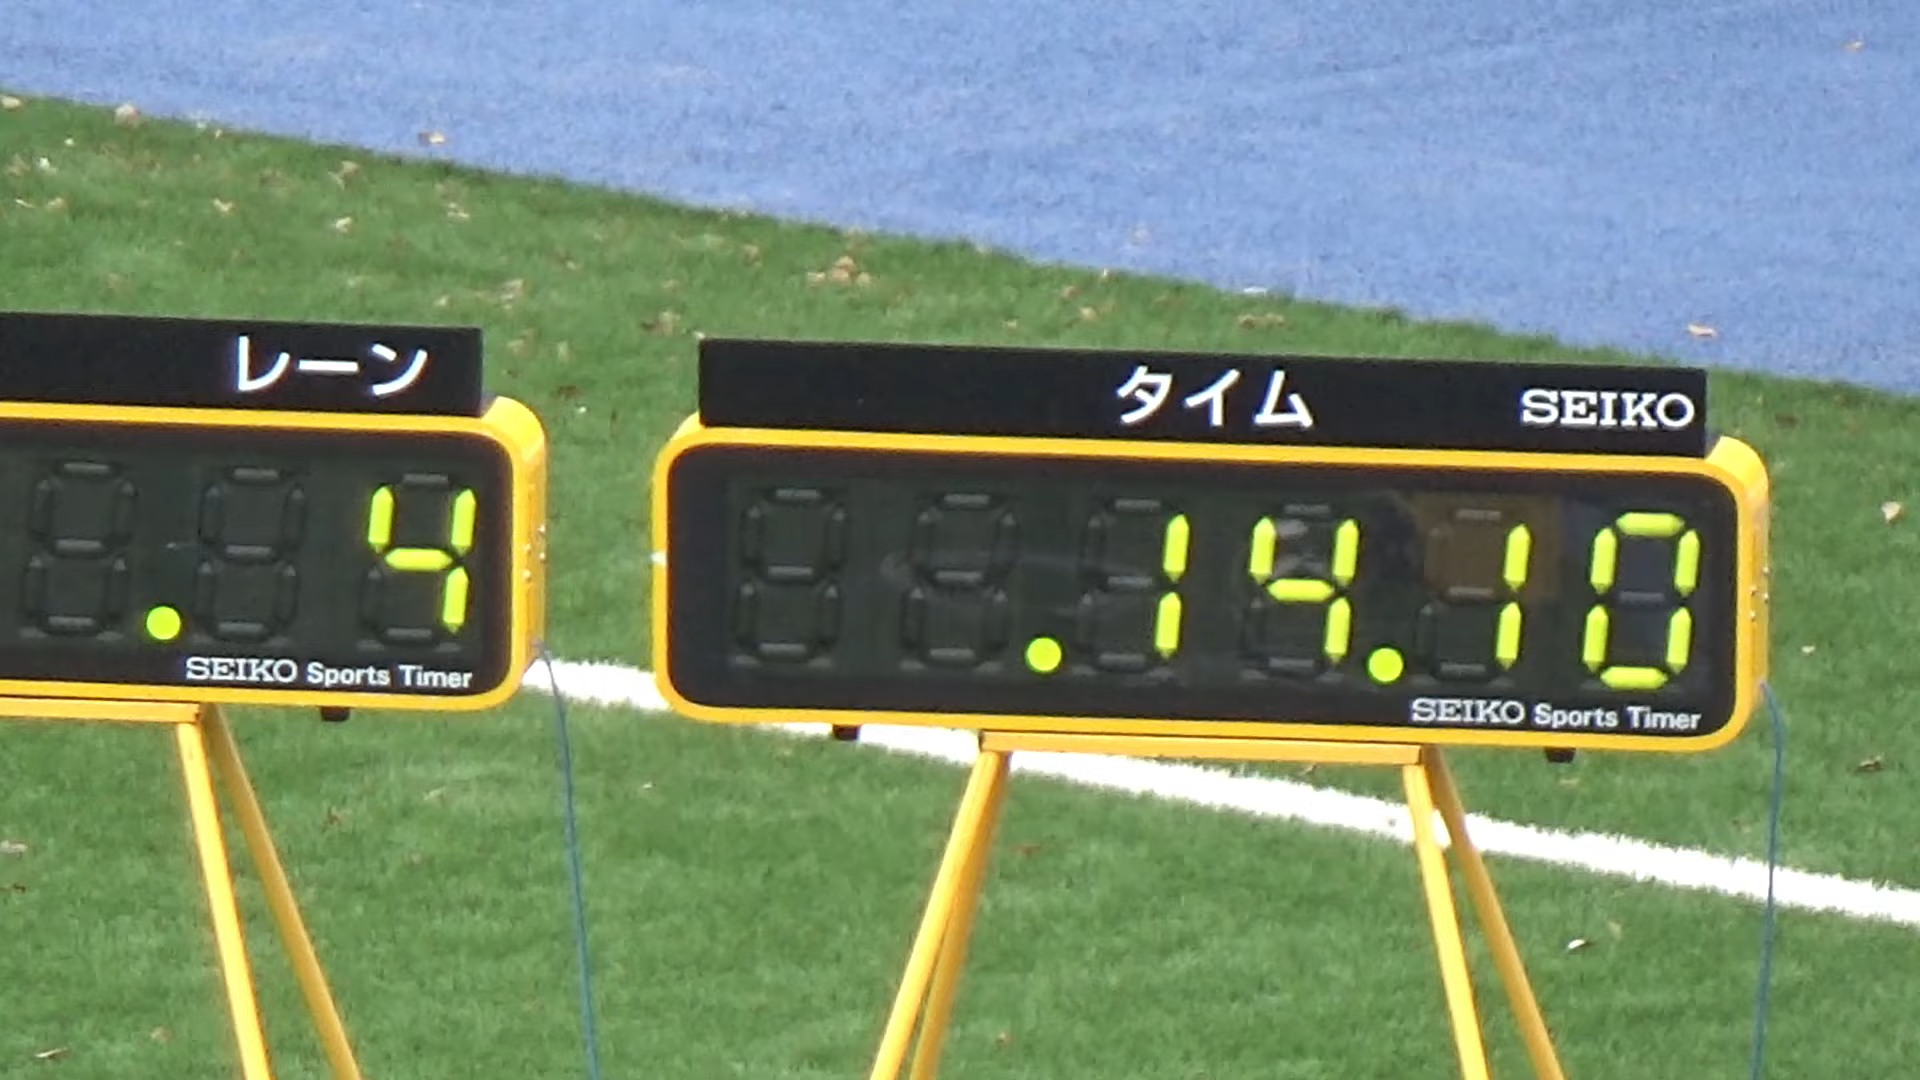 レーン
. 4
SEIKO Sports Timer
タイム SEIKO
.14.10
SEIKO Sports Timer